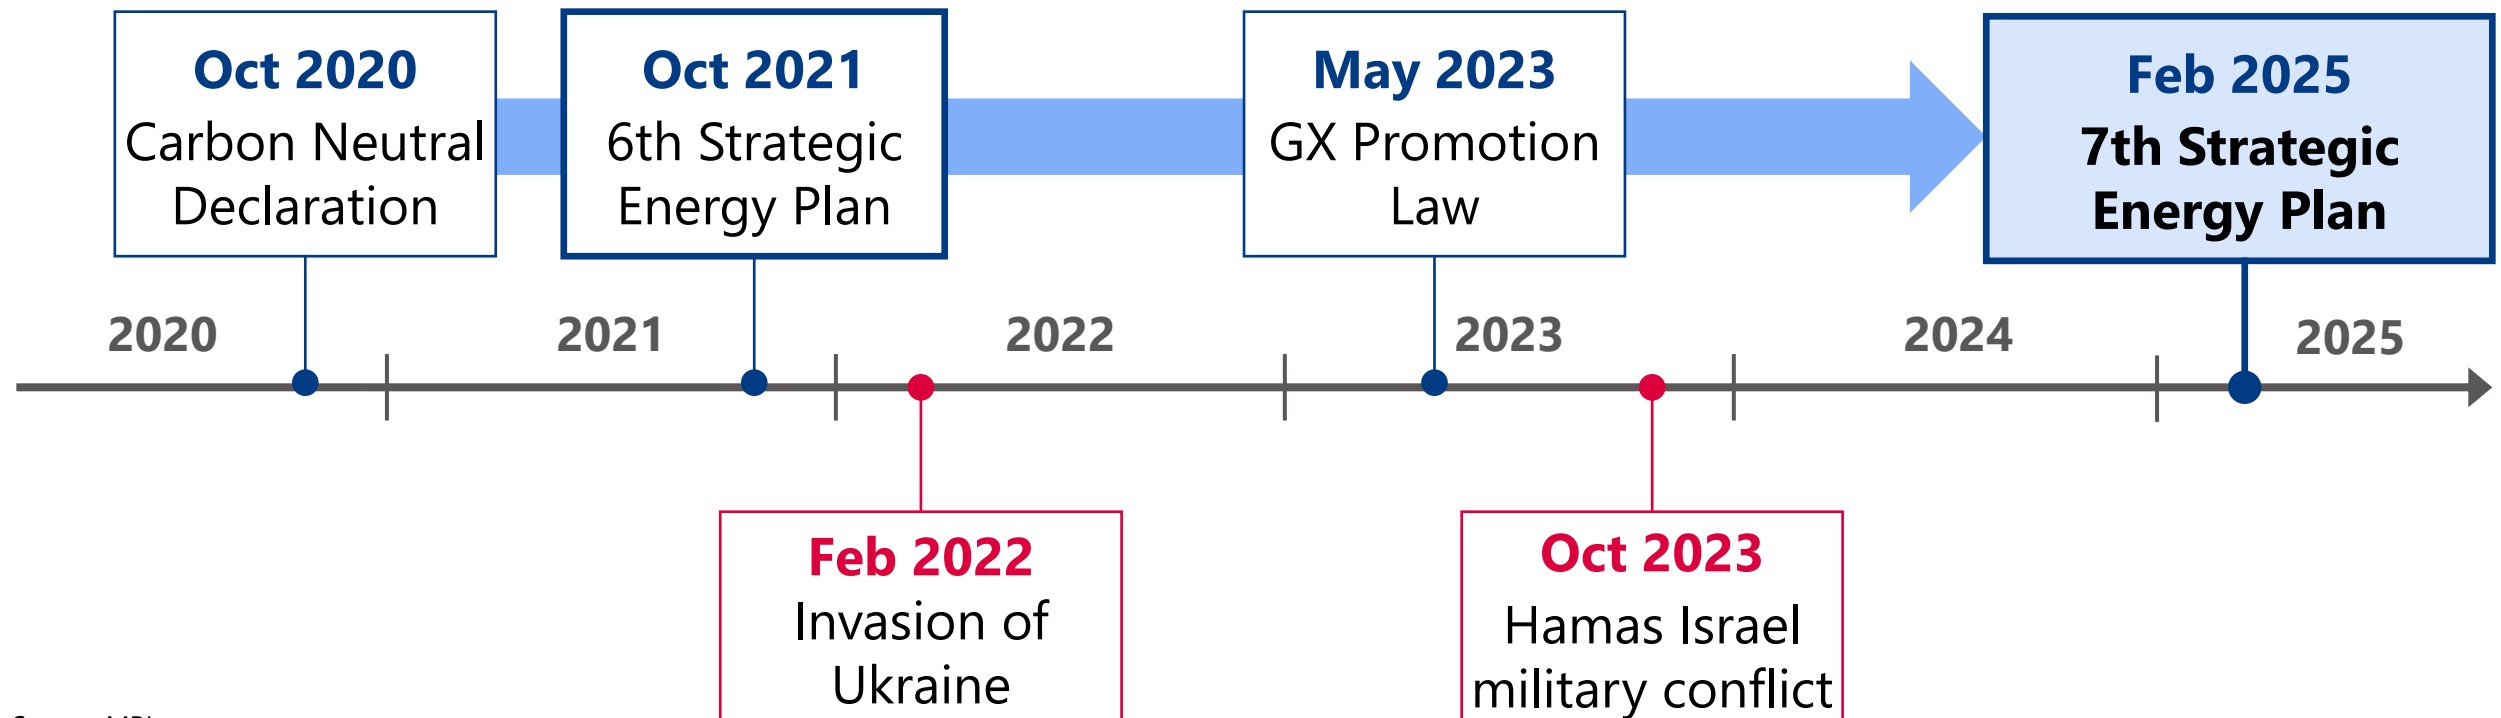 Oct 2020
Carbon Neutral
Declaration
Oct 2021
6th Strategic
Energy Plan
May 2023
GX Promotion
Law
Feb 2025
7th Strategic
Energy Plan
2020
2021
2022
2023
2024
2025
Feb 2022
Invasion of
Ukraine
Oct 2023
Hamas Israel
military conflict